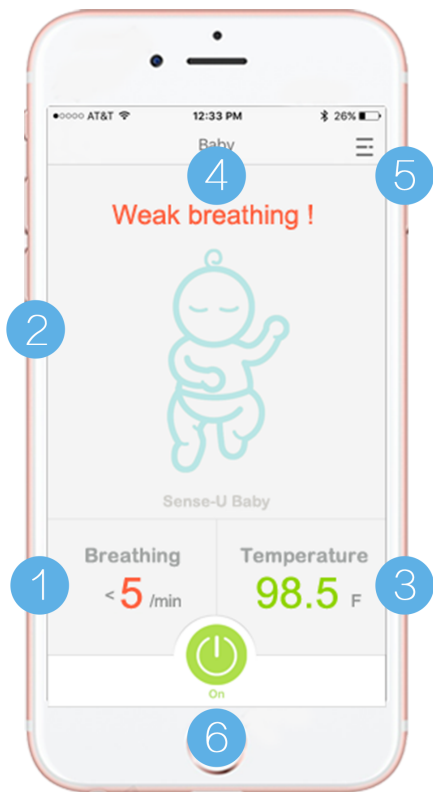 AT&T 12:33 PM 26%
Baby
4
5
Weak breathing !
2
Sense-U Baby
Breathing Temperature
1 < 5 /min 98.5 F 3
On
6